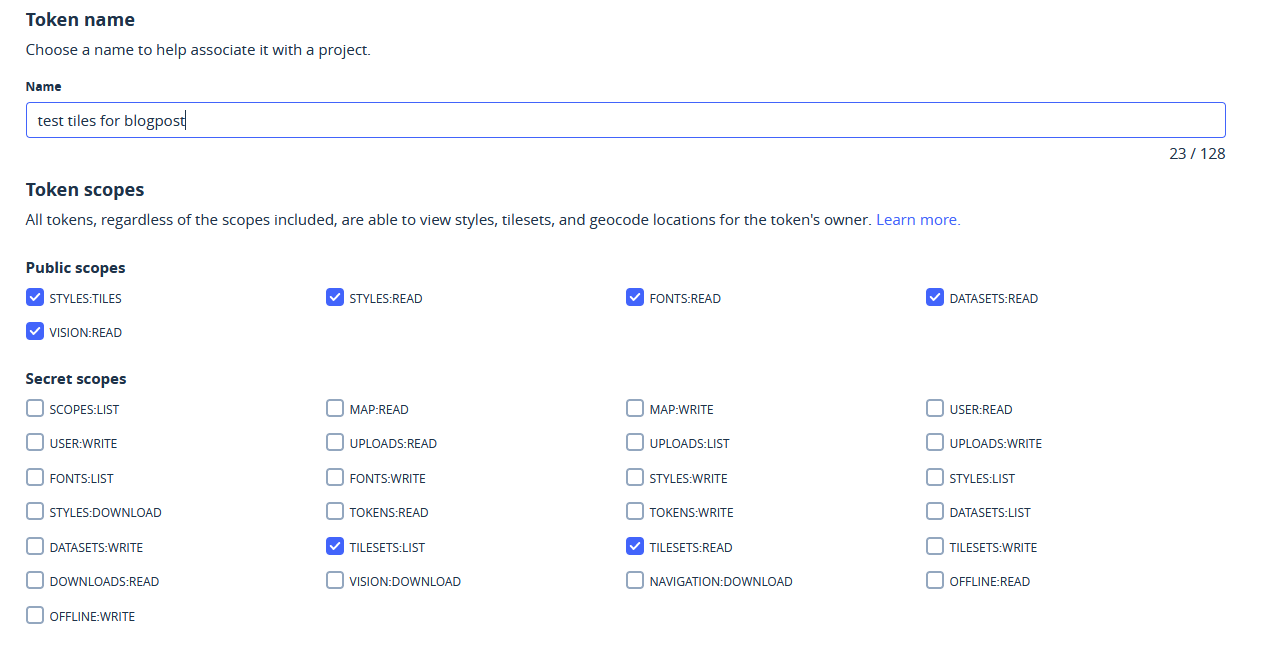 Token name
Choose a name to help associate it with a project.
Name
test tiles for blogpost
23 / 128
Token scopes
All tokens, regardless of the scopes included, are able to view styles, tilesets, and geocode locations for the token's owner. Learn more.
Public scopes
STYLES:TILES STYLES:READ FONTS:READ DATASETS:READ
VISION:READ
Secret scopes
SCOPES:LIST MAP:READ MAP:WRITE USER:READ
USER:WRITE UPLOADS:READ UPLOADS:LIST UPLOADS:WRITE
FONTS:LIST FONTS:WRITE STYLES:WRITE STYLES:LIST
STYLES:DOWNLOAD TOKENS:READ TOKENS:WRITE DATASETS:LIST
DATASETS:WRITE TILESETS:LIST TILESETS:READ TILESETS:WRITE
DOWNLOADS:READ VISION:DOWNLOAD NAVIGATION:DOWNLOAD OFFLINE:READ
OFFLINE:WRITE